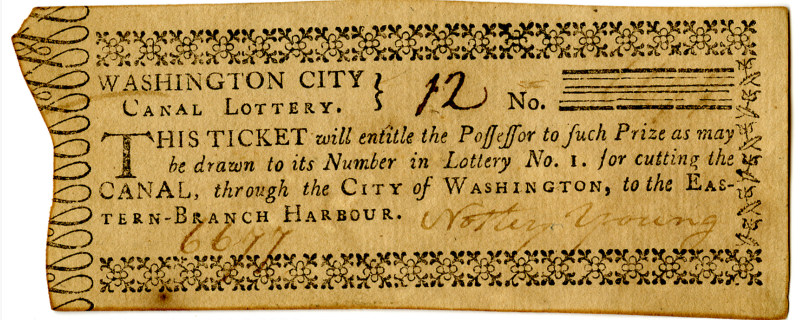 WASHINGTON CITY } 12 No.
CANAL LOTTERY.
THIS TICKET will entitle the Poſſeſſor to ſuch Prize as may
be drawn to its Number in Lottery No. 1. for cutting the
CANAL, through the CITY of WASHINGTON, to the EAS-
TERN-BRANCH HARBOUR. Notley Young
6677